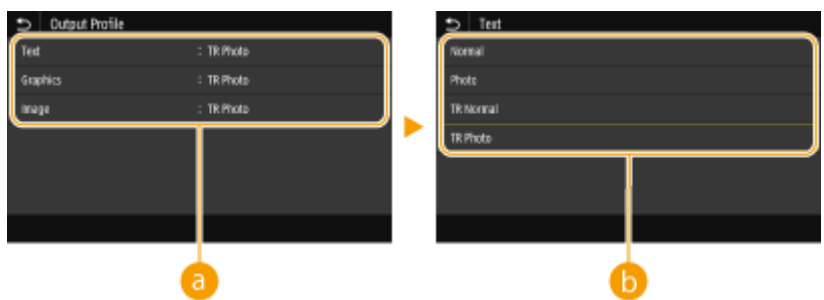 Output Profile
Text : TR Photo
Graphics : TR Photo
Image : TR Photo
a
Text
Normal
Photo
TR Normal
TR Photo
b